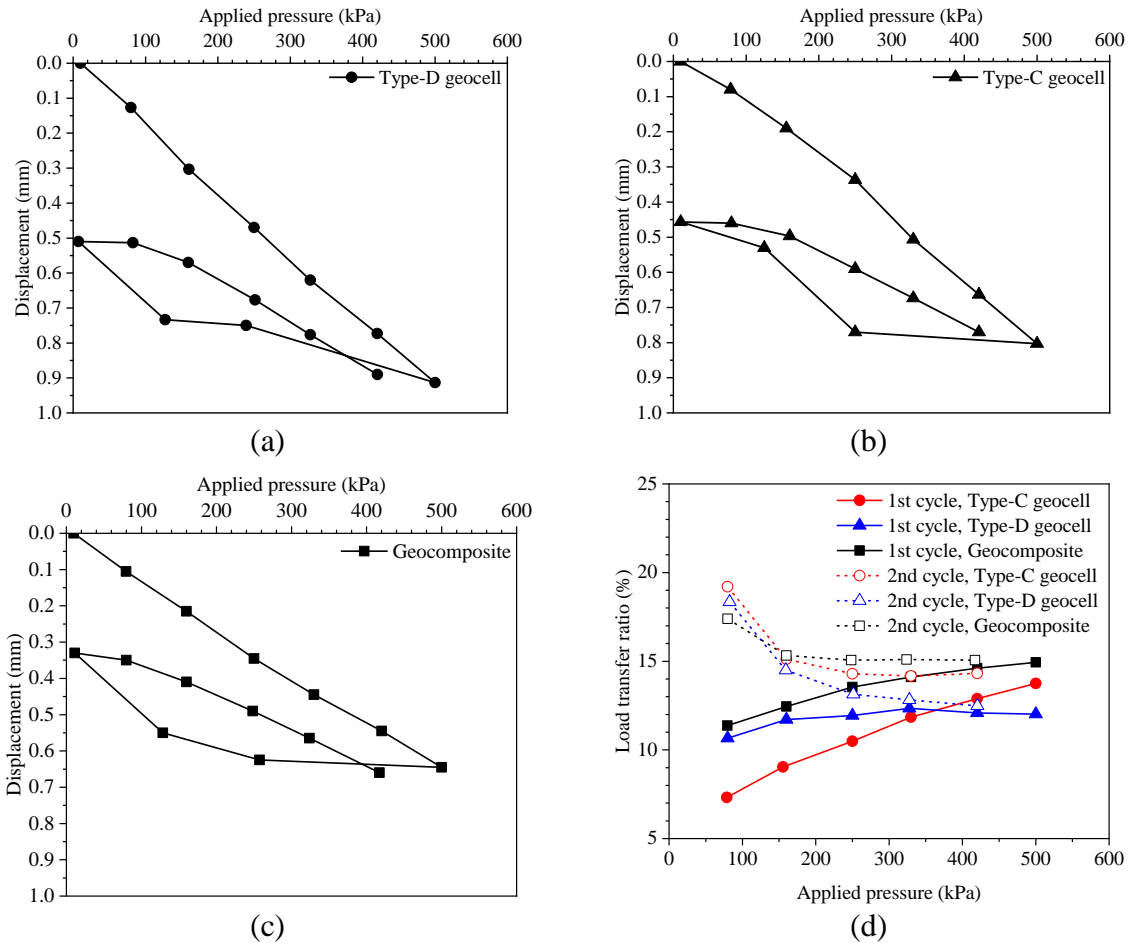 Applied pressure (kPa)
0 100 200 300 400 500 600
0.0
0.1
0.2
0.3
0.4
0.5
0.6
0.7
0.8
0.9
1.0
Displacement (mm)
Type-D geocell
(a)
Applied pressure (kPa)
0 100 200 300 400 500 600
0.0
0.1
0.2
0.3
0.4
0.5
0.6
0.7
0.8
0.9
1.0
Displacement (mm)
Type-C geocell
(b)
Applied pressure (kPa)
0 100 200 300 400 500 600
0.0
0.1
0.2
0.3
0.4
0.5
0.6
0.7
0.8
0.9
1.0
Displacement (mm)
Geocomposite
(c)
25
20
15
10
5
Load transfer ratio (%)
1st cycle, Type-C geocell
1st cycle, Type-D geocell
1st cycle, Geocomposite
2nd cycle, Type-C geocell
2nd cycle, Type-D geocell
2nd cycle, Geocomposite
0 100 200 300 400 500 600
Applied pressure (kPa)
(d)